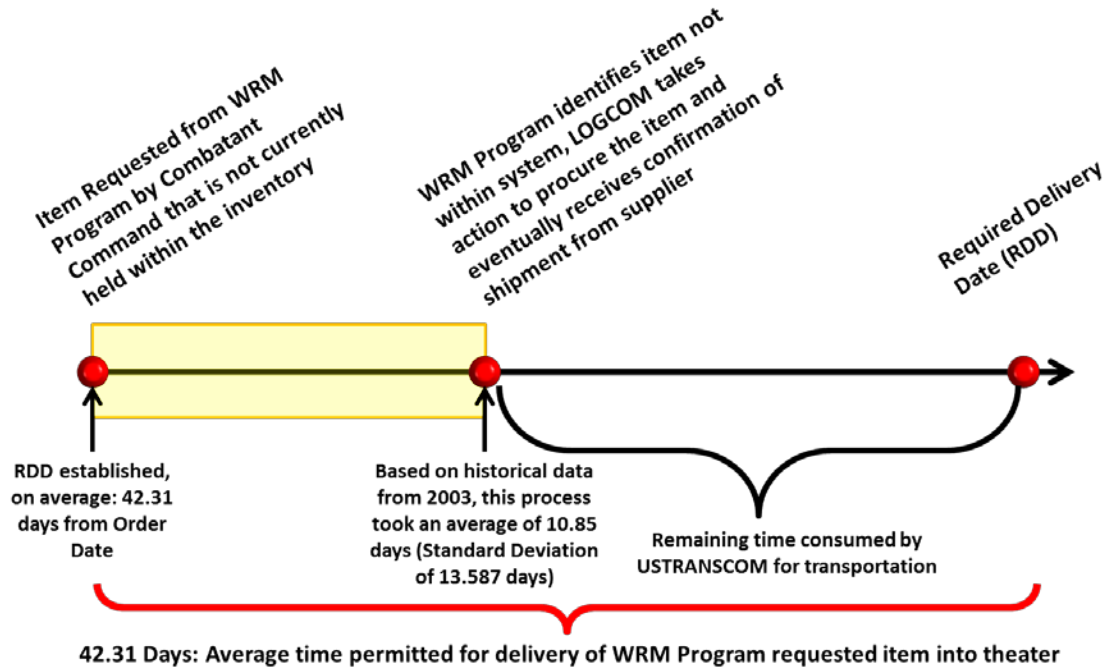 Item Requested from WRM
Program by Combatant
Command that is not currently
held within the inventory
WRM Program identifies item not
within system, LOGCOM takes
action to procure the item and
eventually receives confirmation of
shipment from supplier
Required Delivery
Date (RDD)
RDD established,
on average: 42.31
days from Order
Date
Based on historical data
from 2003, this process
took an average of 10.85
days (Standard Deviation
of 13.587 days)
Remaining time consumed by
USTRANSCOM for transportation
42.31 Days: Average time permitted for delivery of WRM Program requested item into theater